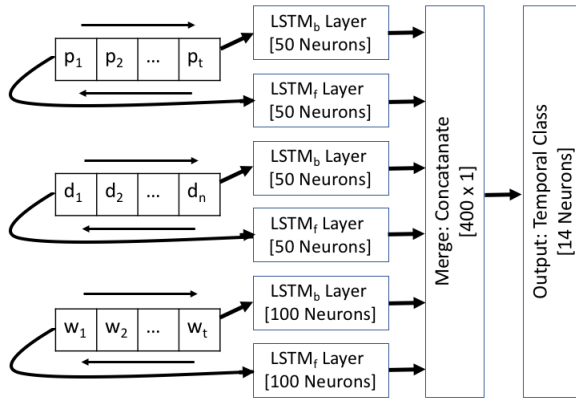 p1 p2 ... pt
LSTMb Layer
[50 Neurons]
LSTMf Layer
[50 Neurons]
d1 d2 ... dn
LSTMb Layer
[50 Neurons]
LSTMf Layer
[50 Neurons]
w1 w2 ... wt
LSTMb Layer
[100 Neurons]
LSTMf Layer
[100 Neurons]
Merge: Concatanate
[400 x 1]
Output: Temporal Class
[14 Neurons]